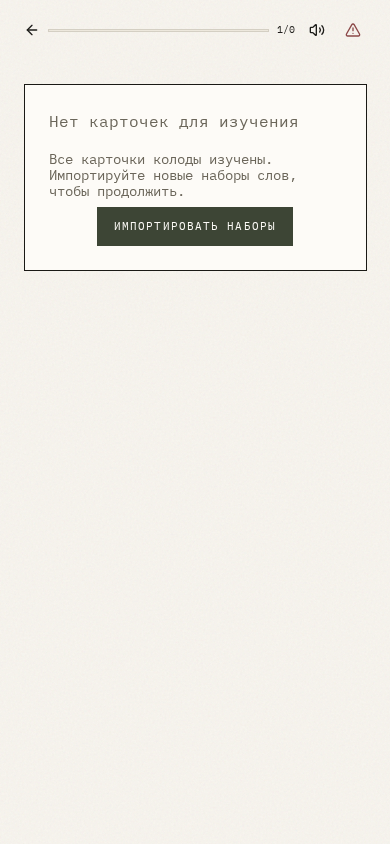 1/0
Нет карточек для изучения
Все карточки колоды изучены.
Импортируйте новые наборы слов,
чтобы продолжить.
ИМПОРТИРОВАТЬ НАБОРЫ